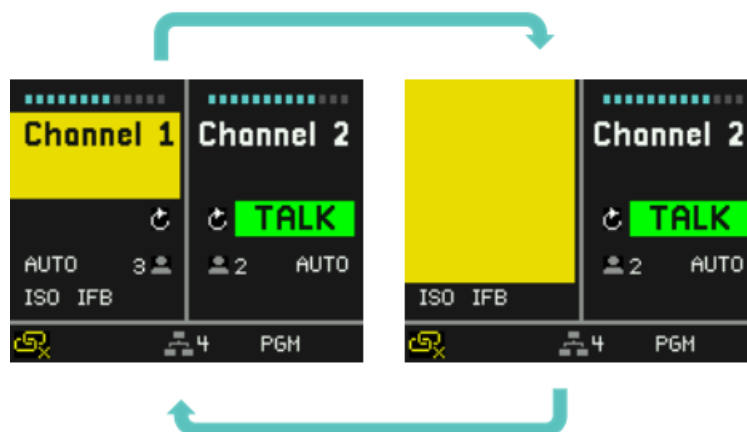 Channel 1
Channel 2
TALK
AUTO 3
2 AUTO
ISO IFB
4 PGM
Channel 2
TALK
2 AUTO
ISO IFB
4 PGM